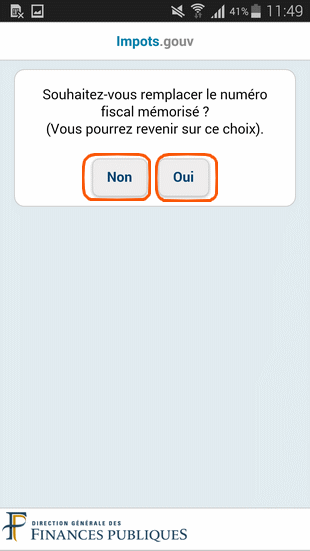 41% 11:49
Impots.gouv
Souhaitez-vous remplacer le numéro
fiscal mémorisé ?
(Vous pourrez revenir sur ce choix).
Non Oui
DIRECTION GÉNÉRALE DES
FINANCES PUBLIQUES